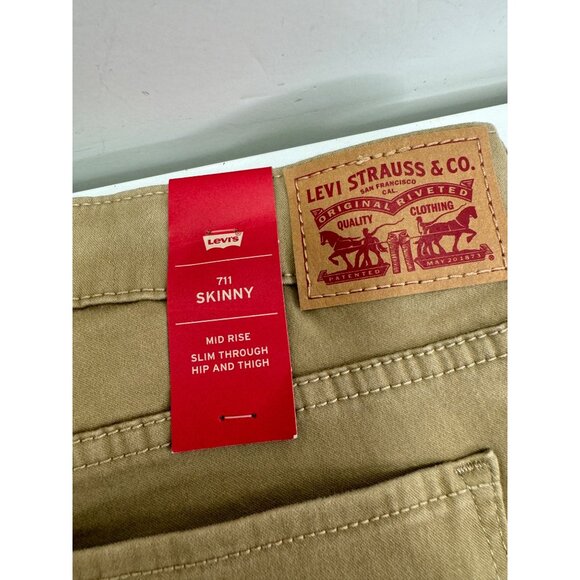 Levi's
711
SKINNY
MID RISE
SLIM THROUGH
HIP AND THIGH
LEVI STRAUSS & CO.
SAN FRANCISCO
CAL.
ORIGINAL RIVETED
QUALITY CLOTHING
PATENTED MAY 20 1873